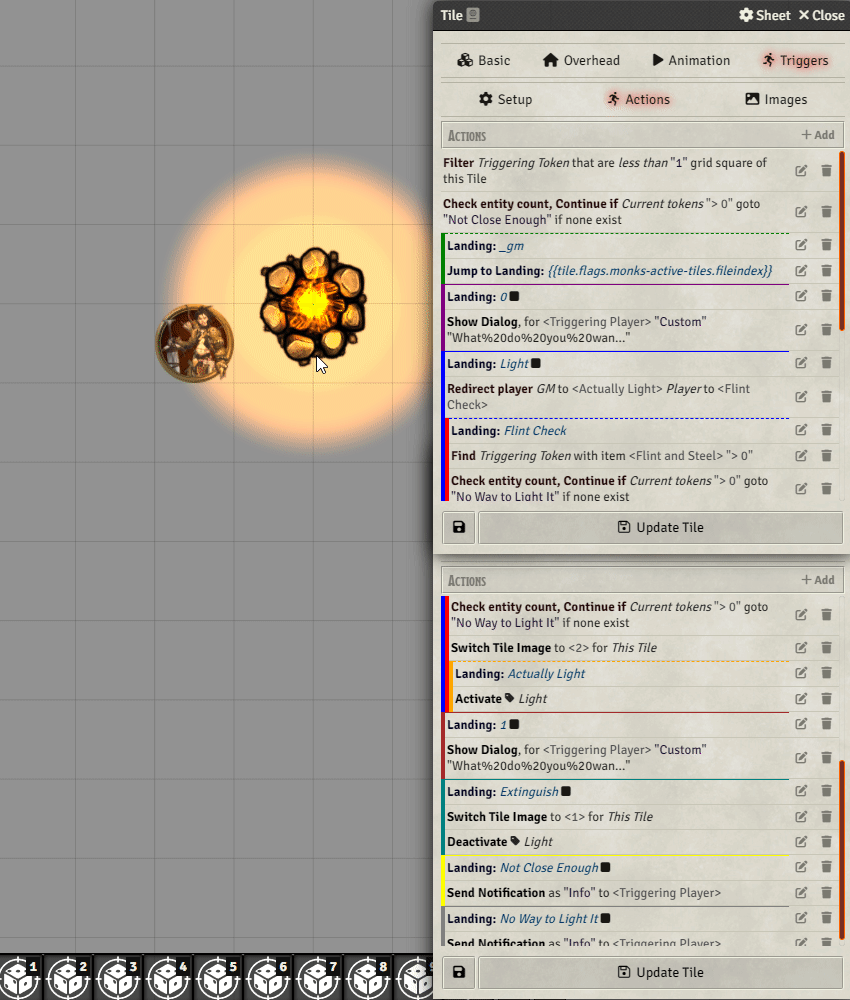 Tile Sheet Close
Basic Overhead Animation Triggers
Setup Actions Images
ACTIONS Add
Filter Triggering Token that are less than "1" grid square of
this Tile
Check entity count, Continue if Current tokens "> 0" goto
"Not Close Enough" if none exist
Landing: _gm
Jump to Landing: {{tile.flags.monks-active-tiles.fileindex}}
Landing: 0
Show Dialog, for <Triggering Player> "Custom"
"What%20do%20you%20wan..."
Landing: Light
Redirect player GM to <Actually Light> Player to <Flint
Check>
Landing: Flint Check
Find Triggering Token with item <Flint and Steel> "> 0"
Check entity count, Continue if Current tokens "> 0" goto
"No Way to Light It" if none exist
Update Tile
ACTIONS Add
Check entity count, Continue if Current tokens "> 0" goto
"No Way to Light It" if none exist
Switch Tile Image to <2> for This Tile
Landing: Actually Light
Activate Light
Landing: 1
Show Dialog, for <Triggering Player> "Custom"
"What%20do%20you%20wan..."
Landing: Extinguish
Switch Tile Image to <1> for This Tile
Deactivate Light
Landing: Not Close Enough
Send Notification as "Info" to <Triggering Player>
Landing: No Way to Light It
Send Notification as "Info" to <Triggering Player>
Update Tile
1 2 3 4 5 6 7 8